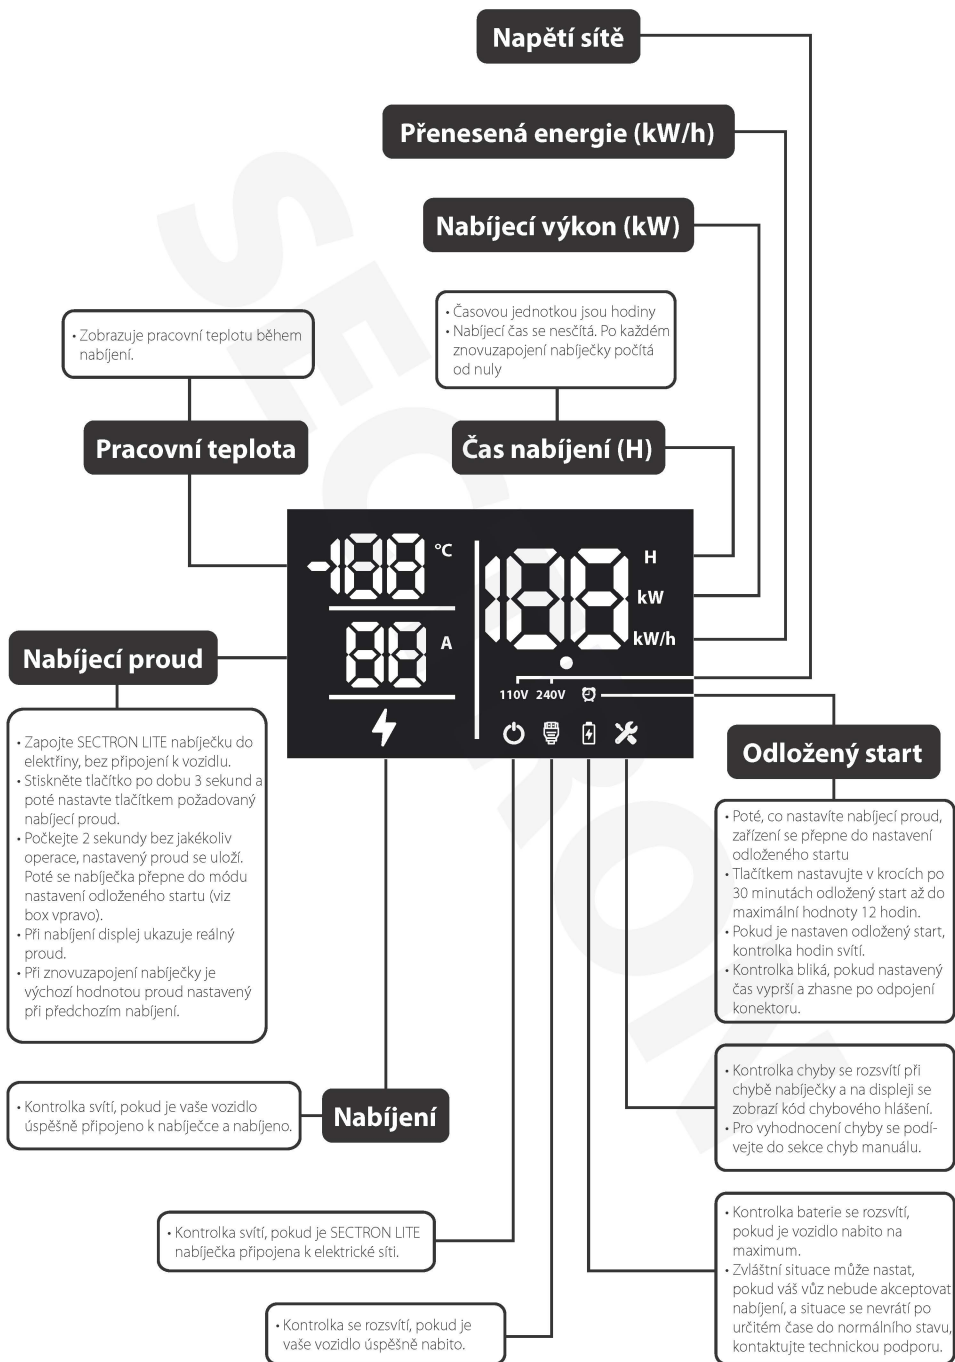 Napětí sítě
Přenesená energie (kW/h)
Nabíjecí výkon (kW)
• Časovou jednotkou jsou hodiny
• Nabíjecí čas se nesčítá. Po každém
znovuzapojení nabíječky počítá
od nuly
• Zobrazuje pracovní teplotu během
nabíjení.
Pracovní teplota
Čas nabíjení (H)
-188 °C
188 H
kW
kW/h
88 A
110V 240V
Nabíjecí proud
• Zapojte SECTRON LITE nabíječku do
elektřiny, bez připojení k vozidlu.
• Stiskněte tlačítko po dobu 3 sekund a
poté nastavte tlačítkem požadovaný
nabíjecí proud.
• Počkejte 2 sekundy bez jakékoliv
operace, nastavený proud se uloží.
Poté se nabíječka přepne do módu
nastavení odloženého startu (viz
box vpravo).
• Při nabíjení displej ukazuje reálný
proud.
• Při znovuzapojení nabíječky je
výchozí hodnotou proud nastavený
při předchozím nabíjení.
Odložený start
• Poté, co nastavíte nabíjecí proud,
zařízení se přepne do nastavení
odloženého startu
• Tlačítkem nastavujte v krocích po
30 minutách odložený start až do
maximální hodnoty 12 hodin.
• Pokud je nastaven odložený start,
kontrolka hodin svítí.
• Kontrolka bliká, pokud nastavený
čas vyprší a zhasne po odpojení
konektoru.
• Kontrolka chyby se rozsvítí při
chybě nabíječky a na displeji se
zobrazí kód chybového hlášení.
• Pro vyhodnocení chyby se podí-
vejte do sekce chyb manuálu.
• Kontrolka svítí, pokud je vaše vozidlo
úspěšně připojeno k nabíječce a nabíjeno.
Nabíjení
• Kontrolka svítí, pokud je SECTRON LITE
nabíječka připojena k elektrické síti.
• Kontrolka baterie se rozsvítí,
pokud je vozidlo nabito na
maximum.
• Zvláštní situace může nastat,
pokud váš vůz nebude akceptovat
nabíjení, a situace se nevrátí po
určitém čase do normálního stavu,
kontaktujte technickou podporu.
• Kontrolka se rozsvítí, pokud je
vaše vozidlo úspěšně nabito.
SECTRON